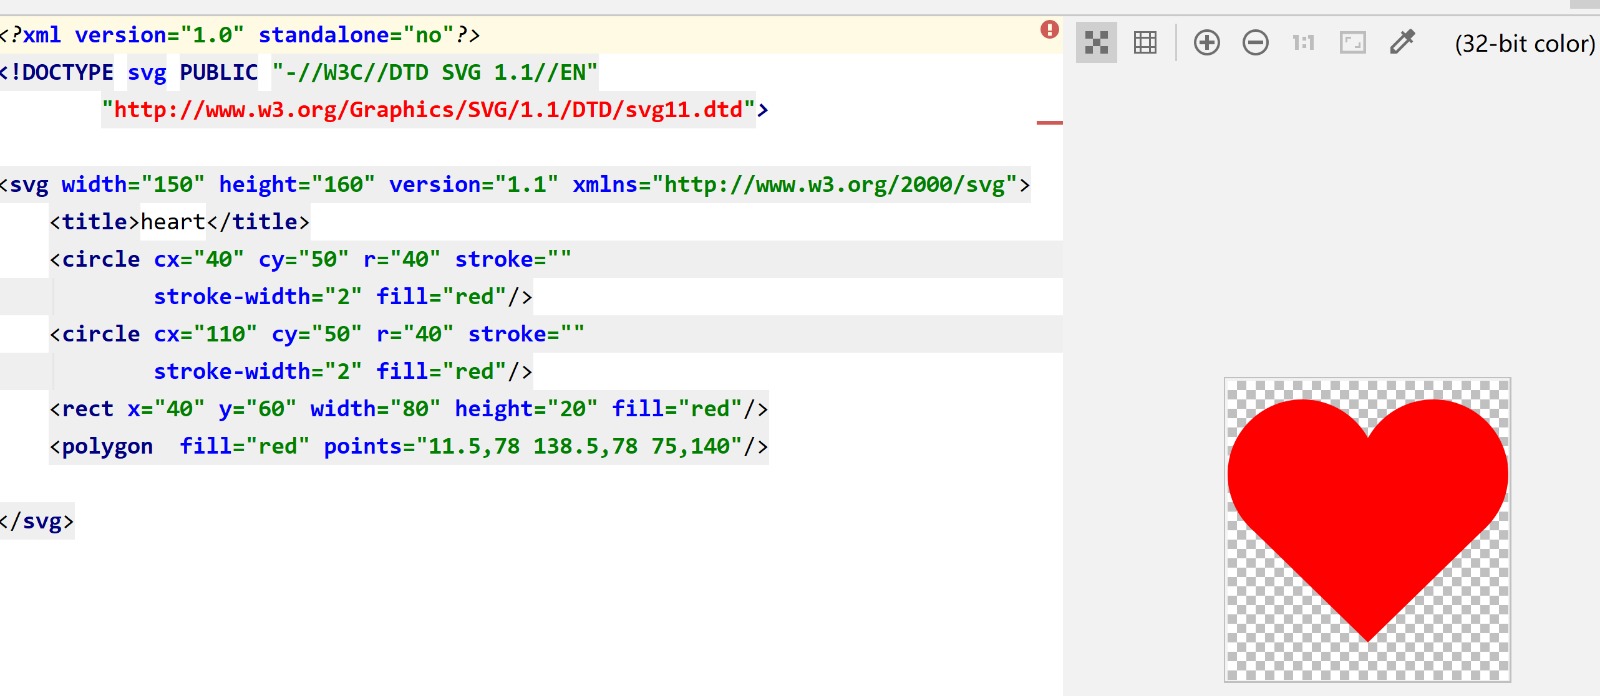 <?xml version="1.0" standalone="no"?>
<!DOCTYPE svg PUBLIC "-//W3C//DTD SVG 1.1//EN"
"http://www.w3.org/Graphics/SVG/1.1/DTD/svg11.dtd">
<svg width="150" height="160" version="1.1" xmlns="http://www.w3.org/2000/svg">
<title>heart</title>
<circle cx="40" cy="50" r="40" stroke=""
stroke-width="2" fill="red"/>
<circle cx="110" cy="50" r="40" stroke=""
stroke-width="2" fill="red"/>
<rect x="40" y="60" width="80" height="20" fill="red"/>
<polygon  fill="red" points="11.5,78 138.5,78 75,140"/>
</svg>
1:1
(32-bit color)